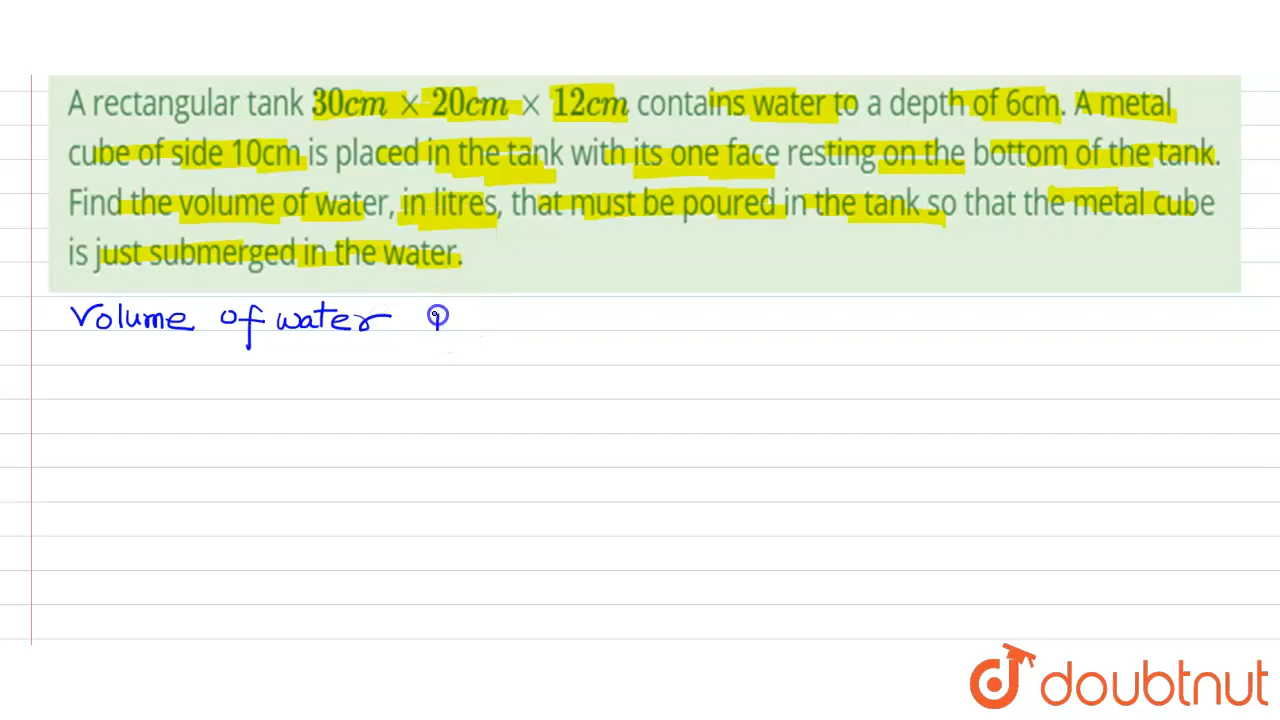 A rectangular tank 30cm × 20cm × 12cm contains water to a depth of 6cm. A metal
cube of side 10cm is placed in the tank with its one face resting on the bottom of the tank.
Find the volume of water, in litres, that must be poured in the tank so that the metal cube
is just submerged in the water.
Volume of water
doubtnut